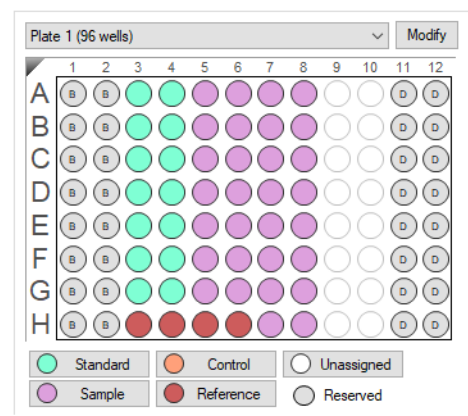 Plate 1 (96 wells) Modify
1 2 3 4 5 6 7 8 9 10 11 12
A B B D D
B B B D D
C B B D D
D B B D D
E B B D D
F B B D D
G B B D D
H B B D D
Standard Control Unassigned
Sample Reference Reserved